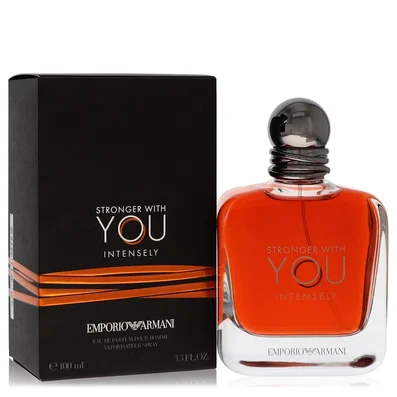 STRONGER WITH
YOU
INTENSELY
EMPORIO ARMANI
EAU DE PARFUM POUR HOMME
VAPORISATEUR SPRAY
e 100 ml
3.3 FL.OZ.
STRONGER WITH
YOU
INTENSELY
EMPORIO ARMANI